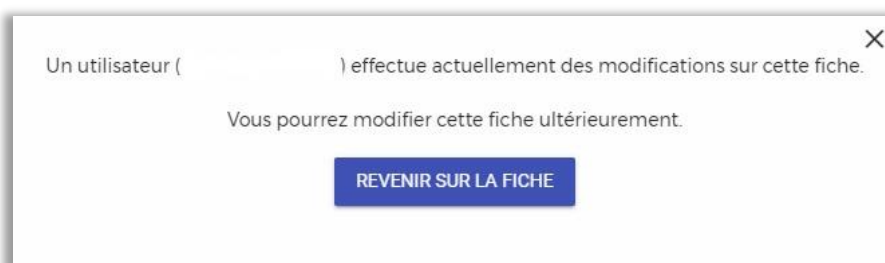 Un utilisateur ( ) effectue actuellement des modifications sur cette fiche.
Vous pourrez modifier cette fiche ultérieurement.
REVENIR SUR LA FICHE